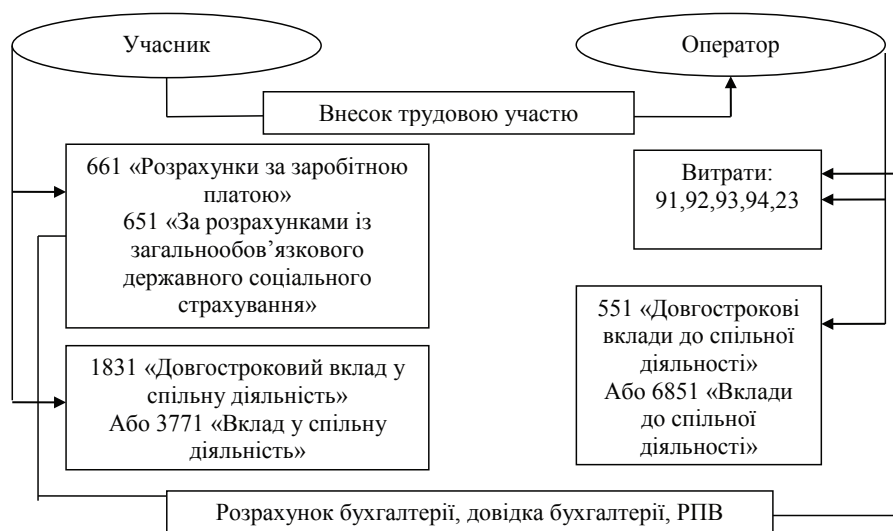 Учасник
Оператор
Внесок трудовою участю
661 «Розрахунки за заробітною
платою»
651 «За розрахунками із
загальнообов’язкового
державного соціального
страхування»
Витрати:
91,92,93,94,23
1831 «Довгостроковий вклад у
спільну діяльність»
Або 3771 «Вклад у спільну
діяльність»
551 «Довгострокові
вклади до спільної
діяльності»
Або 6851 «Вклади
до спільної
діяльності»
Розрахунок бухгалтерії, довідка бухгалтерії, РПВ